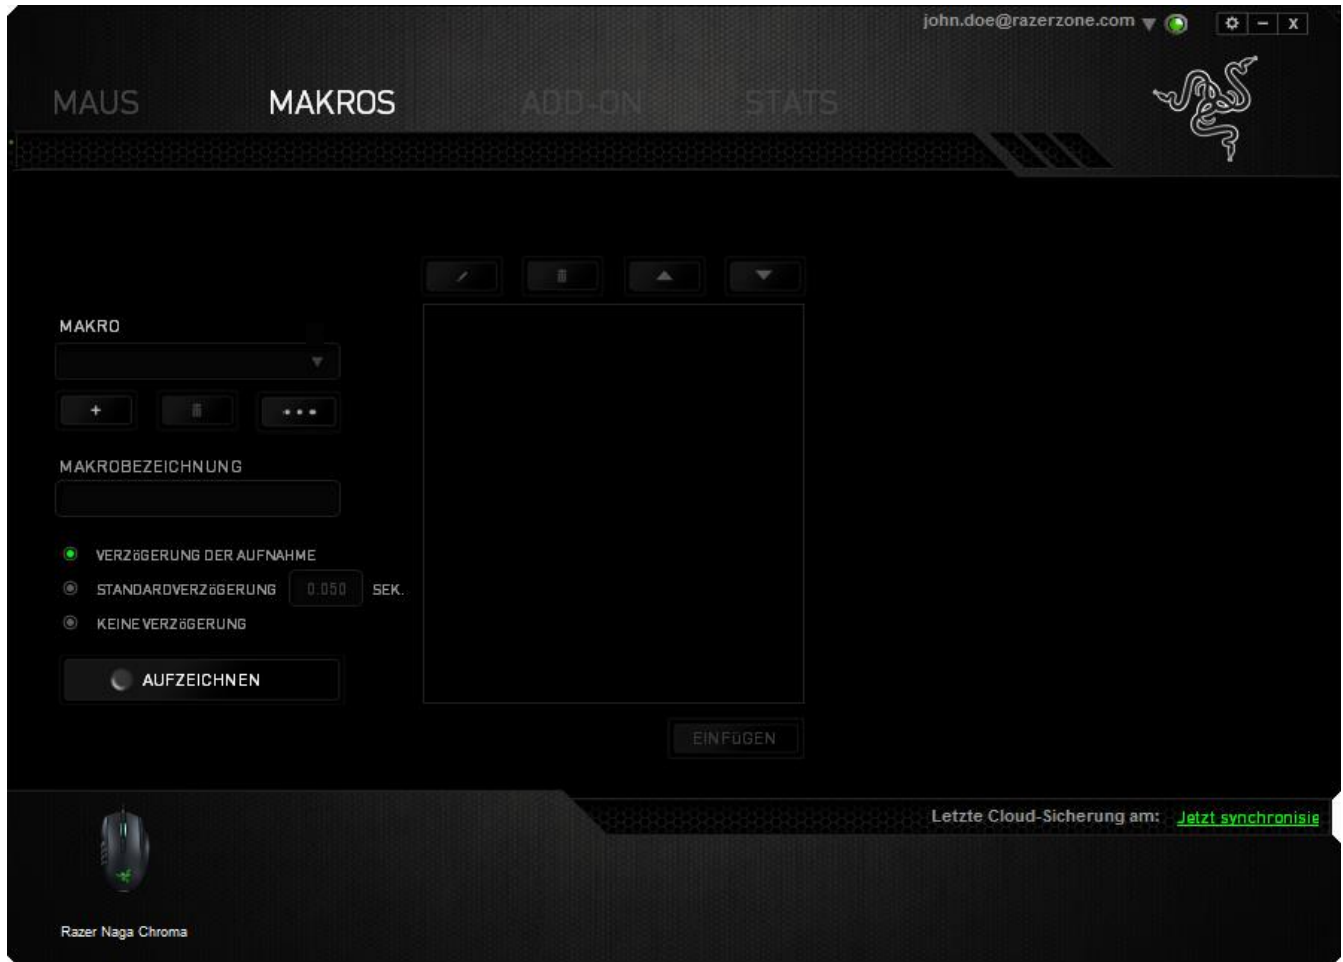 john.doe@razerzone.com
X
MAUS MAKROS ADD-ON STATS
MAKRO
MAKROBEZEICHNUNG
VERZÖGERUNG DER AUFNAHME
STANDARDVERZÖGERUNG 0.050 SEK.
KEINE VERZÖGERUNG
AUFZEICHNEN
EINFÜGEN
Letzte Cloud-Sicherung am: Jetzt synchronisie
Razer Naga Chroma